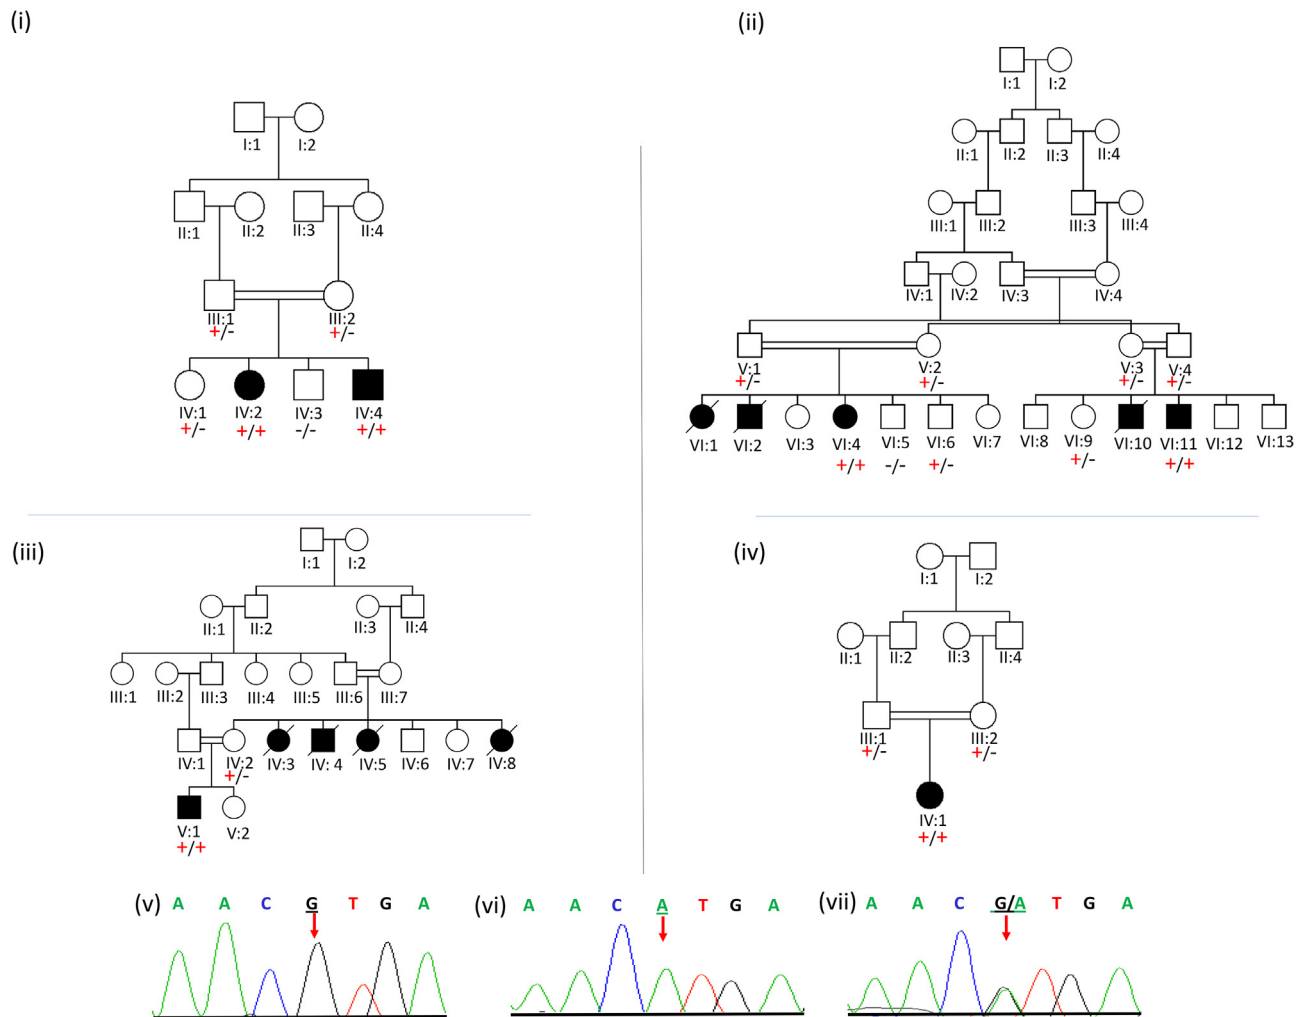 (i)
I:1 I:2
II:1 II:2 II:3 II:4
III:1 III:2
+/- +/-
IV:1 IV:2 IV:3 IV:4
+/- +/+ -/- +/+
(ii)
I:1 I:2
II:1 II:2 II:3 II:4
III:1 III:2 III:3 III:4
IV:1 IV:2 IV:3 IV:4
V:1 V:2 V:3 V:4
+/- +/- +/- +/-
VI:1 VI:2 VI:3 VI:4 VI:5 VI:6 VI:7 VI:8 VI:9 VI:10 VI:11 VI:12 VI:13
+/+ -/- +/- +/- +/+
(iii)
I:1 I:2
II:1 II:2 II:3 II:4
III:1 III:2 III:3 III:4 III:5 III:6 III:7
IV:1 IV:2 IV:3 IV: 4 IV:5 IV:6 IV:7 IV:8
+/-
V:1 V:2
+/+
(iv)
I:1 I:2
II:1 II:2 II:3 II:4
III:1 III:2
+/- +/-
IV:1
+/+
(v) A A C G T G A
(vi) A A C A T G A
(vii) A A C G/A T G A